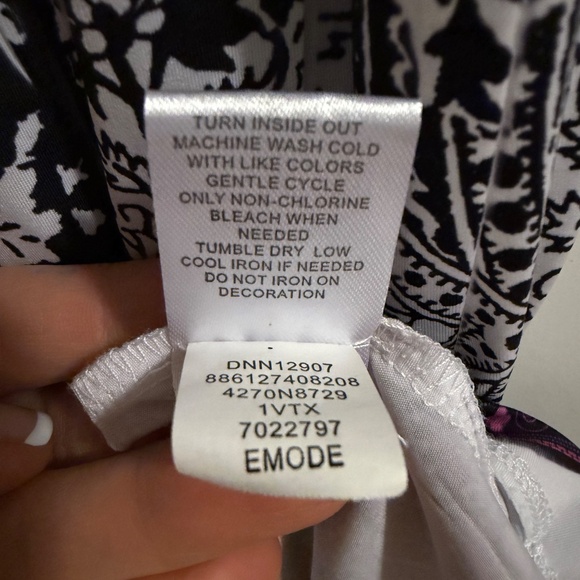 TURN INSIDE OUT
MACHINE WASH COLD
WITH LIKE COLORS
GENTLE CYCLE
ONLY NON-CHLORINE
BLEACH WHEN
NEEDED
TUMBLE DRY LOW
COOL IRON IF NEEDED
DO NOT IRON ON
DECORATION
DNN12907
886127408208
4270N8729
1VTX
7022797
EMODE